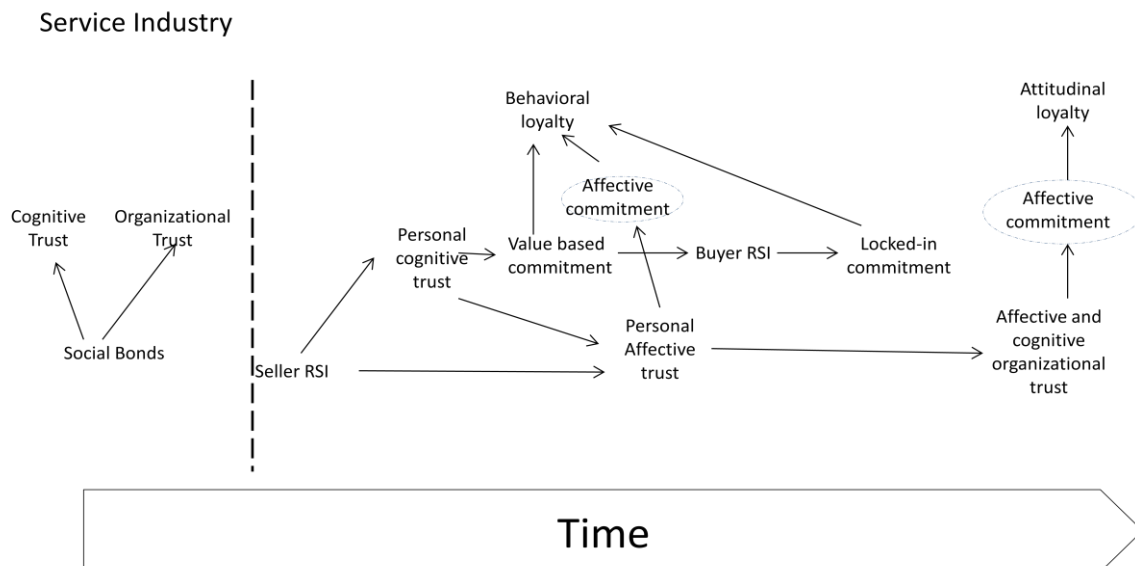 Service Industry
Behavioral
loyalty
Attitudinal
loyalty
Affective
commitment
Affective
commitment
Cognitive
Trust
Organizational
Trust
Personal
cognitive
trust
Value based
commitment
Buyer RSI
Locked-in
commitment
Social Bonds
Seller RSI
Personal
Affective
trust
Affective and
cognitive
organizational
trust
Time